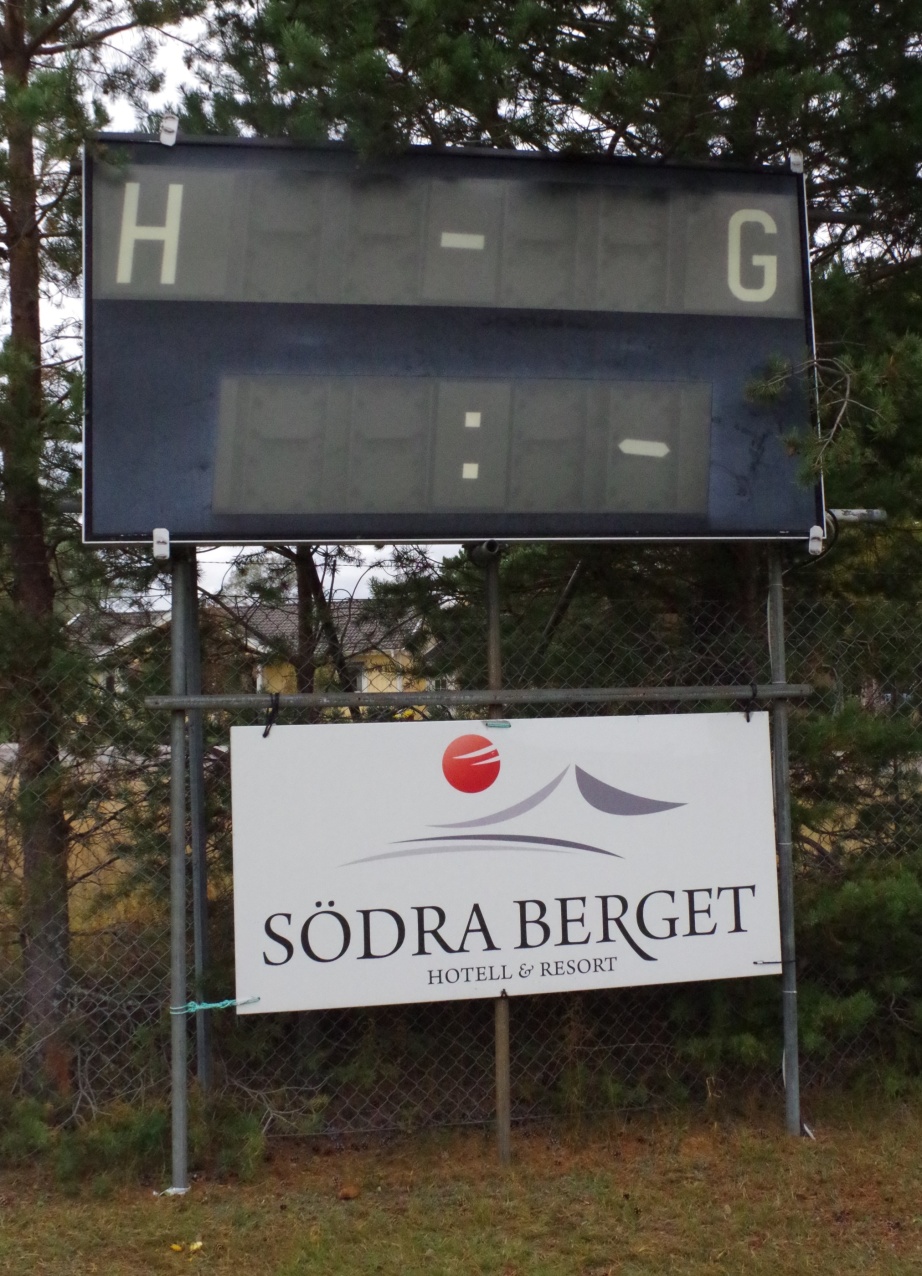 H - G
: -
SÖDRA BERGET
HOTELL & RESORT